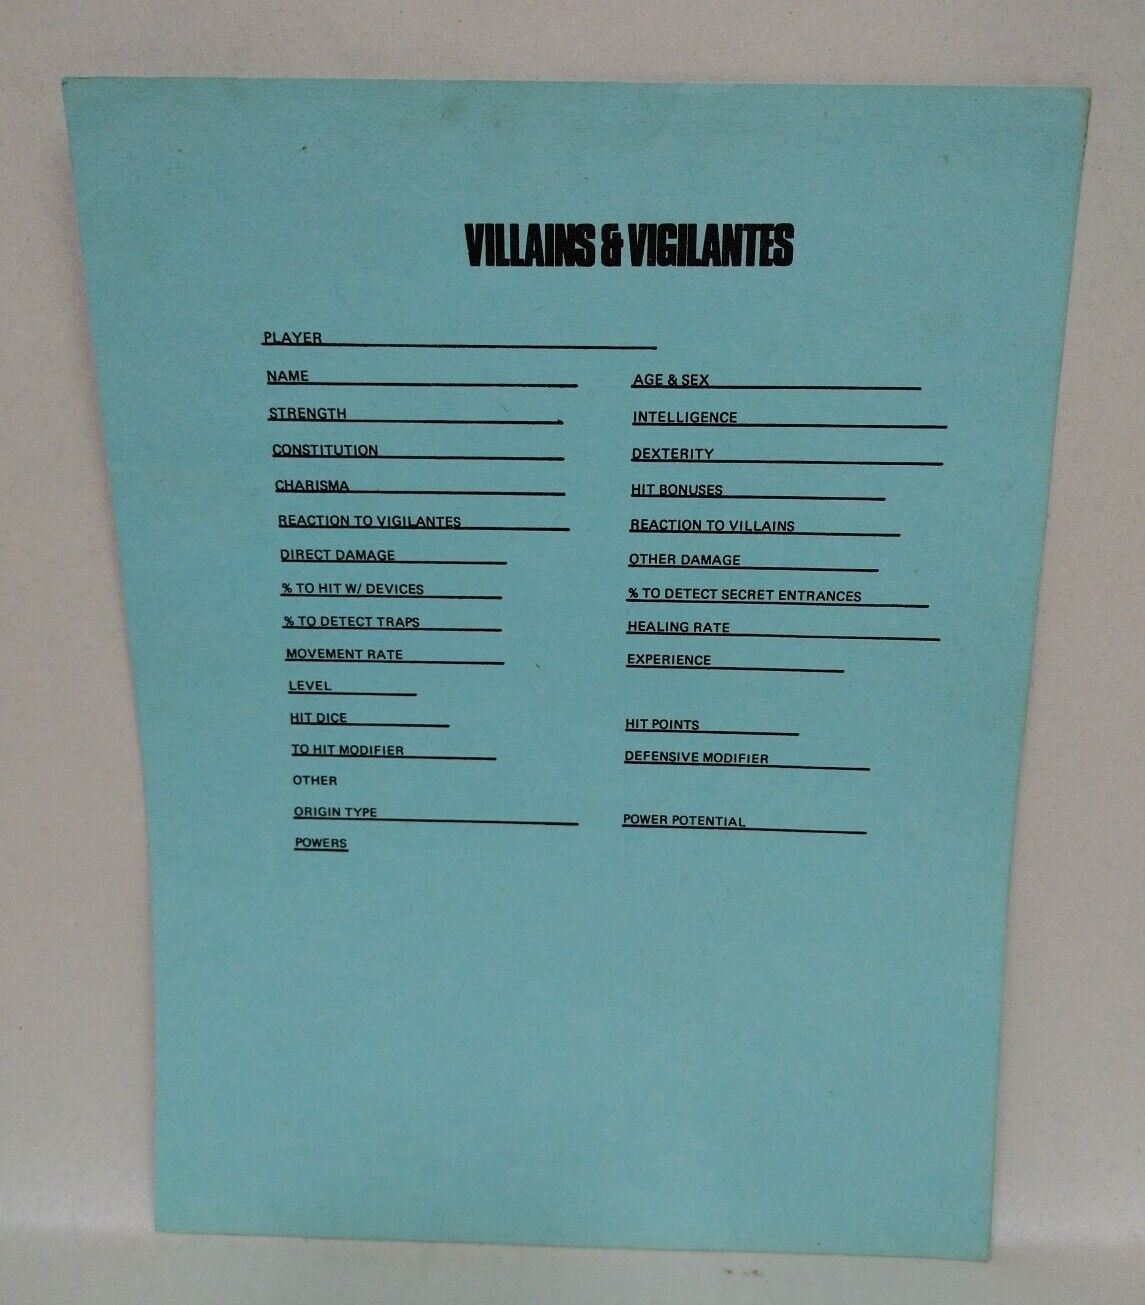 VILLAINS & VIGILANTES
PLAYER
NAME AGE & SEX
STRENGTH INTELLIGENCE
CONSTITUTION DEXTERITY
CHARISMA HIT BONUSES
REACTION TO VIGILANTES REACTION TO VILLAINS
DIRECT DAMAGE OTHER DAMAGE
% TO HIT W/ DEVICES % TO DETECT SECRET ENTRANCES
% TO DETECT TRAPS HEALING RATE
MOVEMENT RATE EXPERIENCE
LEVEL
HIT DICE HIT POINTS
TO HIT MODIFIER DEFENSIVE MODIFIER
OTHER
ORIGIN TYPE POWER POTENTIAL
POWERS